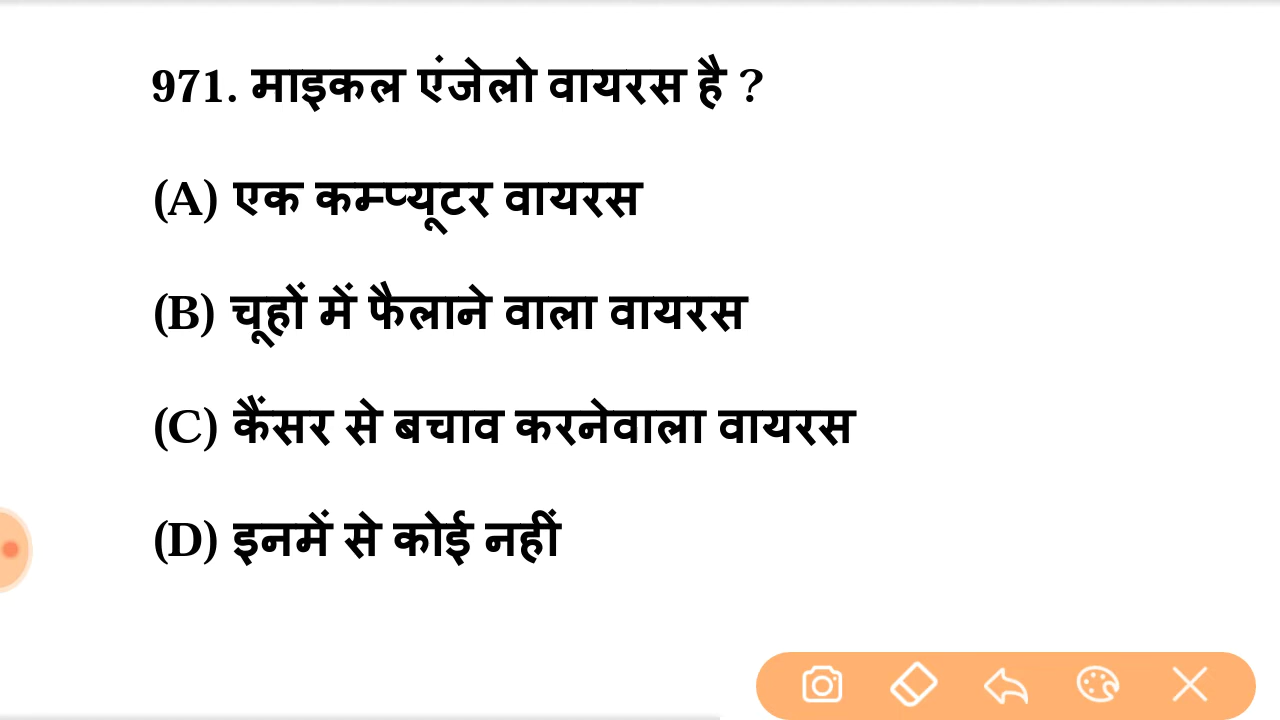 971. माइकल एंजेलो वायरस है ?
(A) एक कम्प्यूटर वायरस
(B) चूहों में फैलाने वाला वायरस
(C) कैंसर से बचाव करनेवाला वायरस
(D) इनमें से कोई नहीं